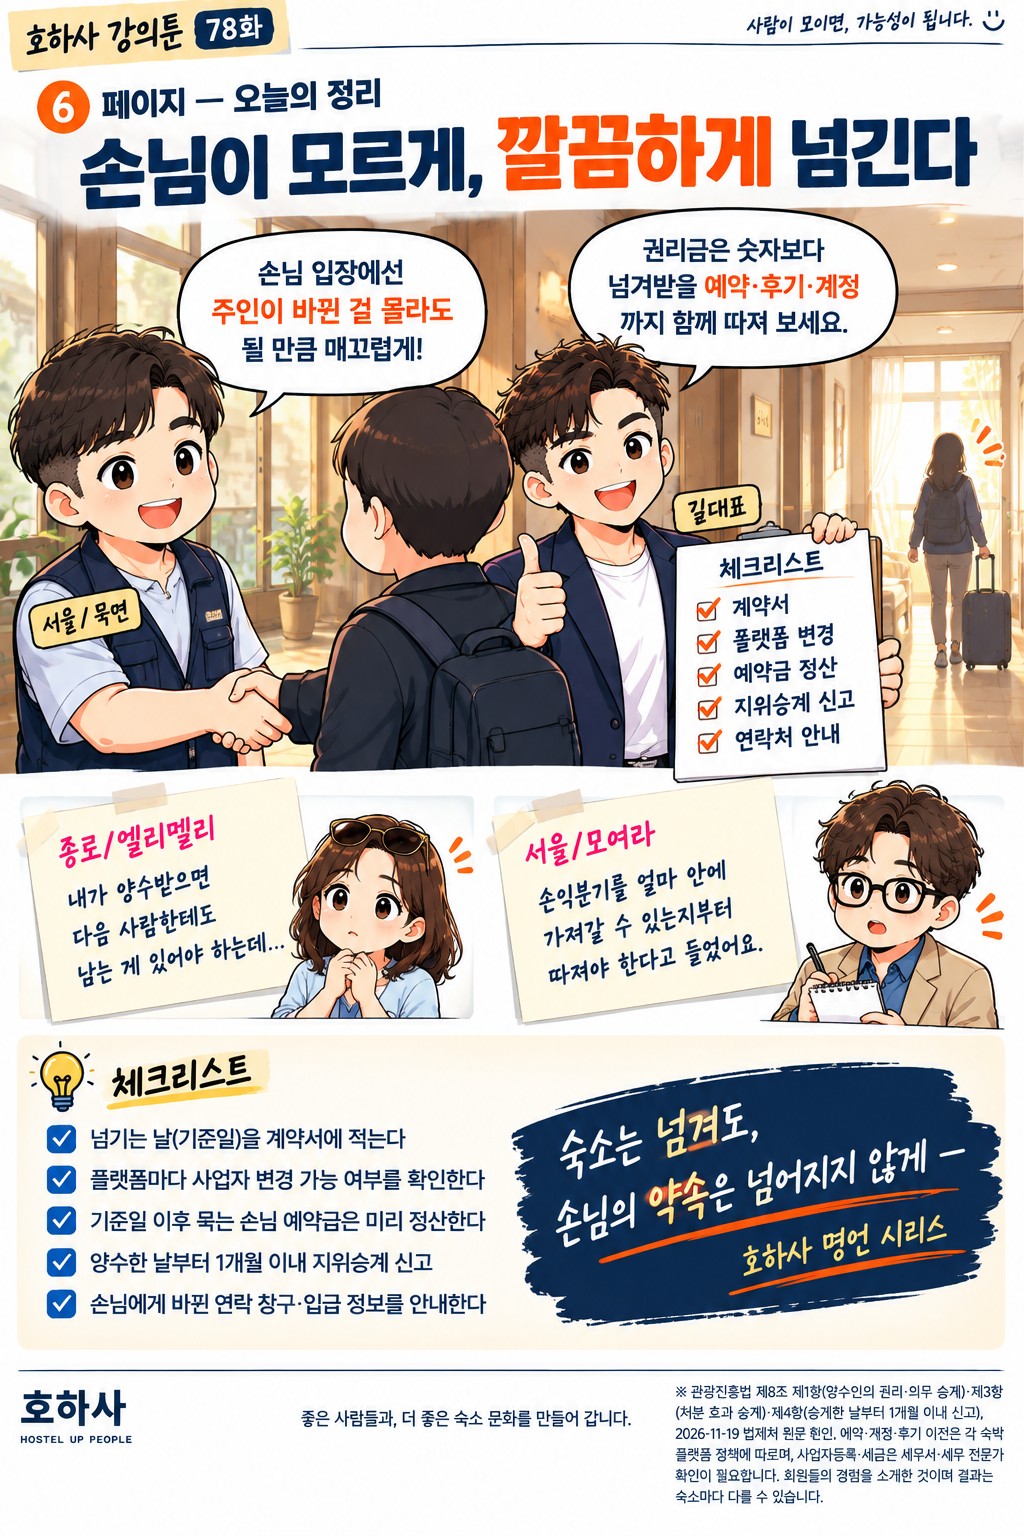 호하사 강의툰 78화
사람이 모이면, 가능성이 됩니다.
6 페이지 — 오늘의 정리
손님이 모르게, 깔끔하게 넘긴다
손님 입장에선
주인이 바뀐 걸 몰라도
될 만큼 매끄럽게!
권리금은 숫자보다
넘겨받을 예약·후기·계정
까지 함께 따져 보세요.
서울/묵면
길대표
체크리스트
계약서
플랫폼 변경
예약금 정산
지위승계 신고
연락처 안내
종로/엘리멜리
내가 양수받으면
다음 사람한테도
남는 게 있어야 하는데...
서울/모여라
손익분기를 얼마 안에
가져갈 수 있는지부터
따져야 한다고 들었어요.
체크리스트
넘기는 날(기준일)을 계약서에 적는다
플랫폼마다 사업자 변경 가능 여부를 확인한다
기준일 이후 묵는 손님 예약급은 미리 정산한다
양수한 날부터 1개월 이내 지위승계 신고
손님에게 바뀐 연락 창구·입급 정보를 안내한다
숙소는 넘겨도,
손님의 약속은 넘어지지 않게 —
호하사 명언 시리스
호하사
HOSTEL UP PEOPLE
좋은 사람들과, 더 좋은 숙소 문화를 만들어 갑니다.
※ 관광진흥법 제8조 제1항(양수인의 권리·의무 승계)·제3항
(처분 효과 승계)·제4항(승계한 날부터 1개월 이내 신고),
2026-11-19 법제처 원문 확인. 예약·재정·후기 이전은 각 숙박
플랫폼 정책에 따르며, 사업자등록·세금은 세무서·세무 전문가
확인이 필요합니다. 회원들의 경험을 소개한 것이며 결과는
숙소마다 다를 수 있습니다.